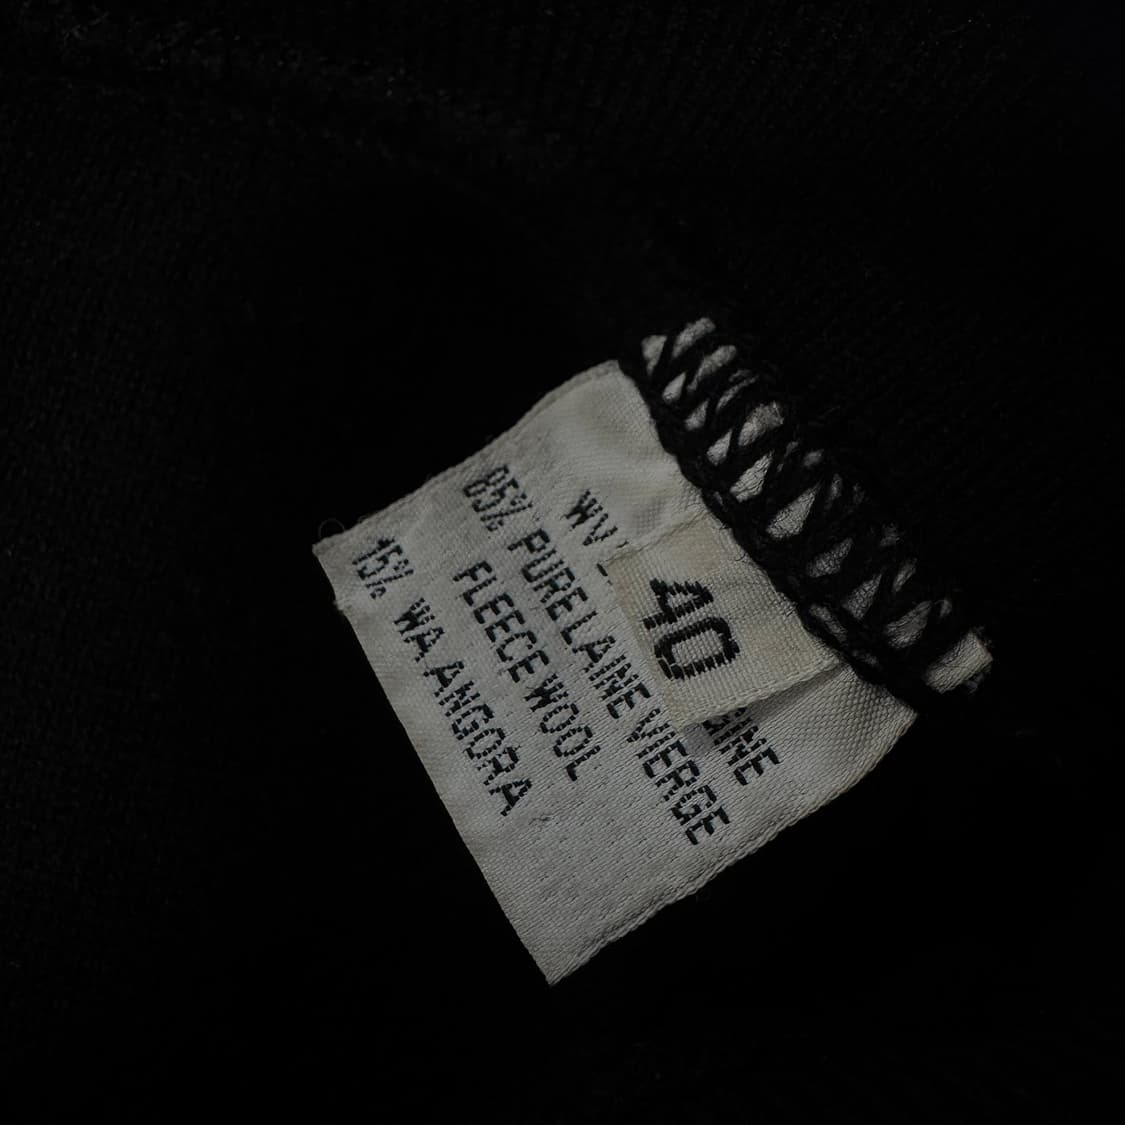 40
WV
85% PURE LAINE VIERGE
FLEECE WOOL
15% WA ANGORA